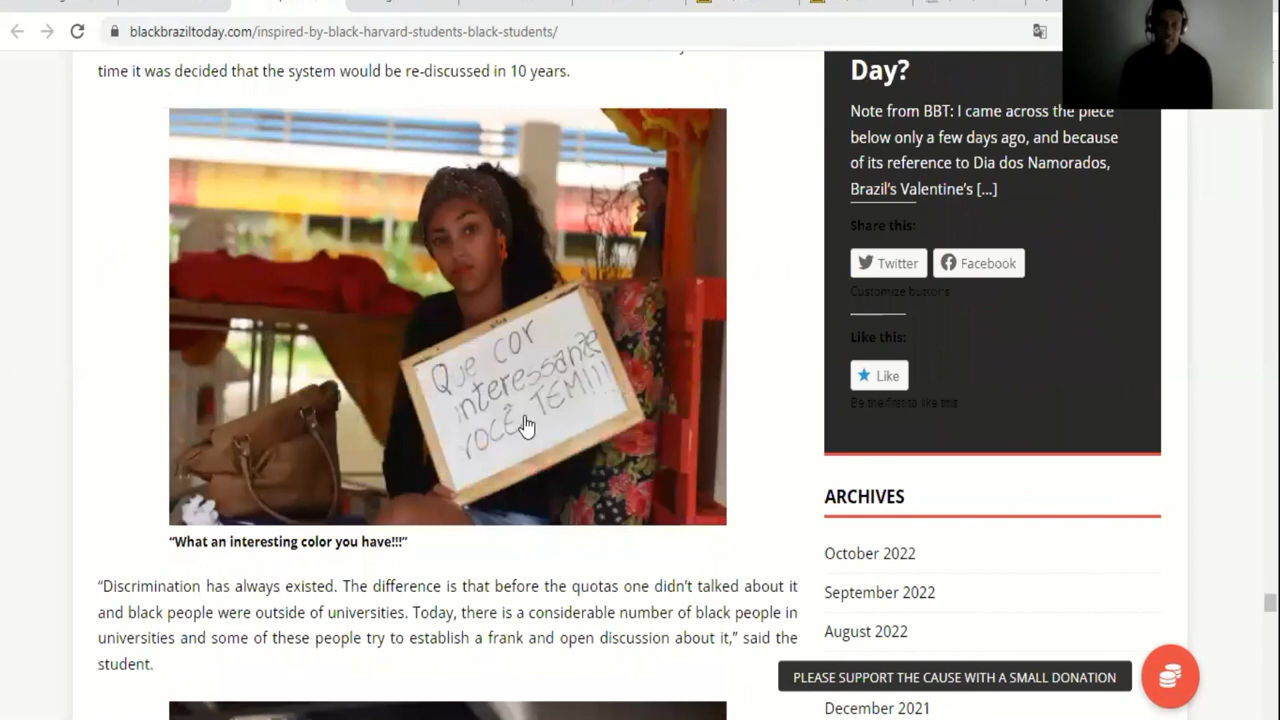 blackbraziltoday.com/inspired-by-black-harvard-students-black-students/
time it was decided that the system would be re-discussed in 10 years.
Que cor
interessante
você TEM!!!
“What an interesting color you have!!!”
“Discrimination has always existed. The difference is that before the quotas one didn’t talked about it
and black people were outside of universities. Today, there is a considerable number of black people in
universities and some of these people try to establish a frank and open discussion about it,” said the
student.
Day?
Note from BBT: I came across the piece
below only a few days ago, and because
of its reference to Dia dos Namorados,
Brazil’s Valentine’s [...]
Share this:
Twitter
Facebook
Customize buttons
Like this:
Like
Be the first to like this
ARCHIVES
October 2022
September 2022
August 2022
PLEASE SUPPORT THE CAUSE WITH A SMALL DONATION
December 2021